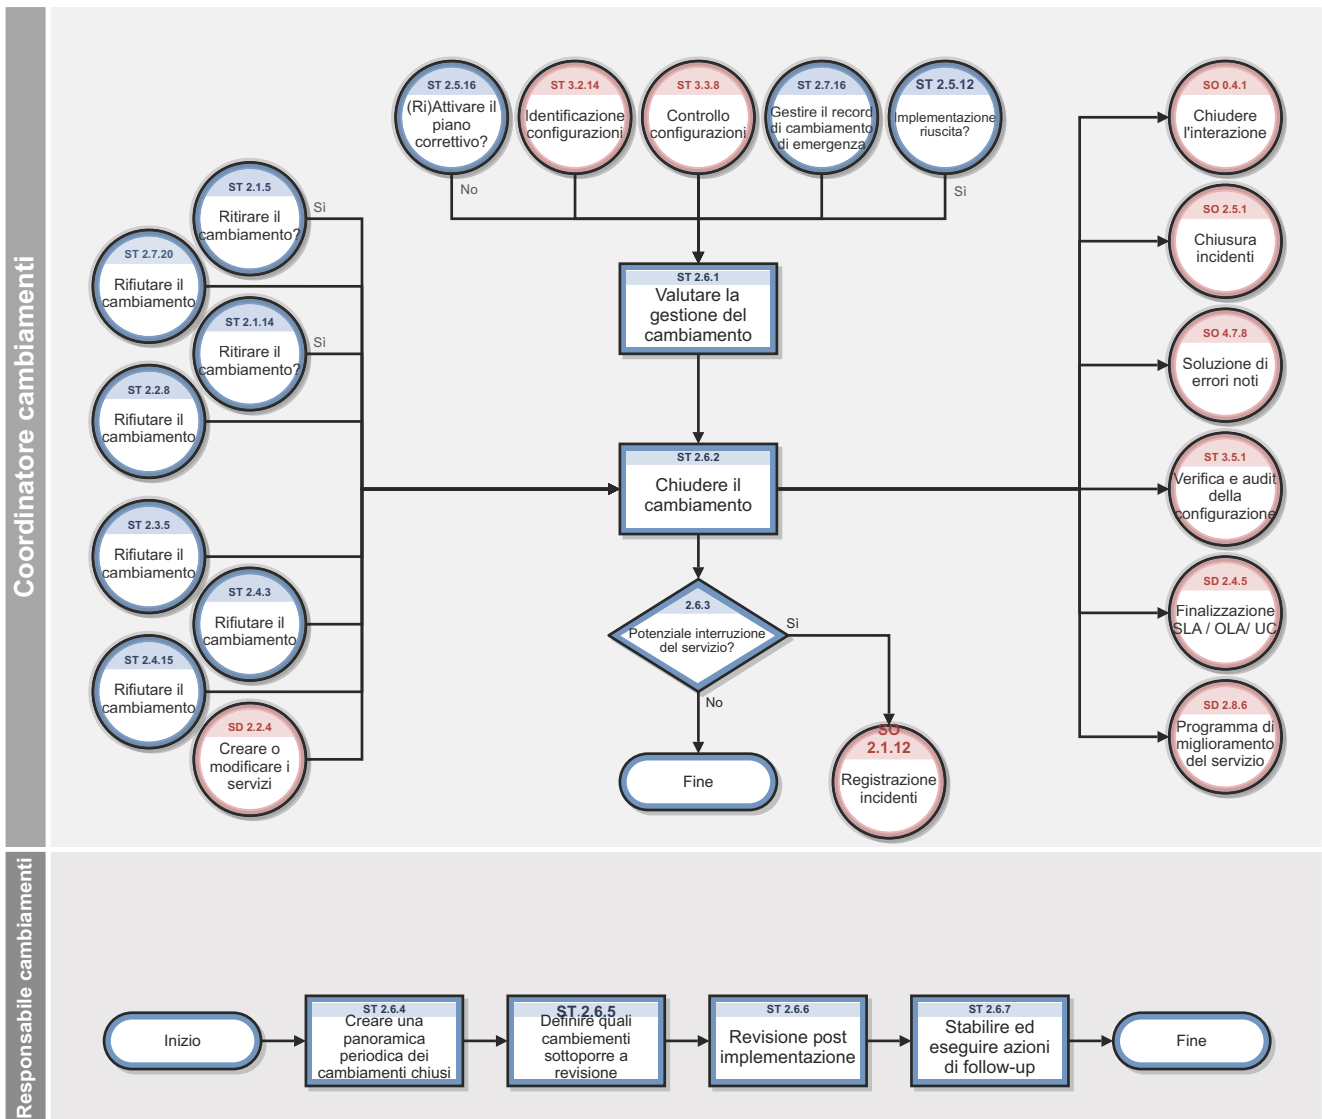 Coordinatore cambiamenti
ST 2.5.16
(Ri)Attivare il
piano
correttivo?
No
ST 3.2.14
Identificazione
configurazioni
ST 3.3.8
Controllo
configurazioni
ST 2.7.16
Gestire il record
di cambiamento
di emergenza
ST 2.5.12
Implementazione
riuscita?
Sì
ST 2.1.5
Ritirare il
cambiamento?
Sì
ST 2.7.20
Rifiutare il
cambiamento
ST 2.1.14
Ritirare il
cambiamento?
Sì
ST 2.2.8
Rifiutare il
cambiamento
ST 2.3.5
Rifiutare il
cambiamento
ST 2.4.3
Rifiutare il
cambiamento
ST 2.4.15
Rifiutare il
cambiamento
SD 2.2.4
Creare o
modificare i
servizi
ST 2.6.1
Valutare la
gestione del
cambiamento
ST 2.6.2
Chiudere il
cambiamento
2.6.3
Potenziale interruzione
del servizio?
Sì
No
Fine
SO
2.1.12
Registrazione
incidenti
SO 0.4.1
Chiudere
l'interazione
SO 2.5.1
Chiusura
incidenti
SO 4.7.8
Soluzione di
errori noti
ST 3.5.1
Verifica e audit
della
configurazione
SD 2.4.5
Finalizzazione
SLA / OLA/ UC
SD 2.8.6
Programma di
miglioramento
del servizio
Responsabile cambiamenti
Inizio
ST 2.6.4
Creare una
panoramica
periodica dei
cambiamenti chiusi
ST 2.6.5
Definire quali
cambiementi
sottoporre a
revisione
ST 2.6.6
Revisione post
implementazione
ST 2.6.7
Stabilire ed
eseguire azioni
di follow-up
Fine